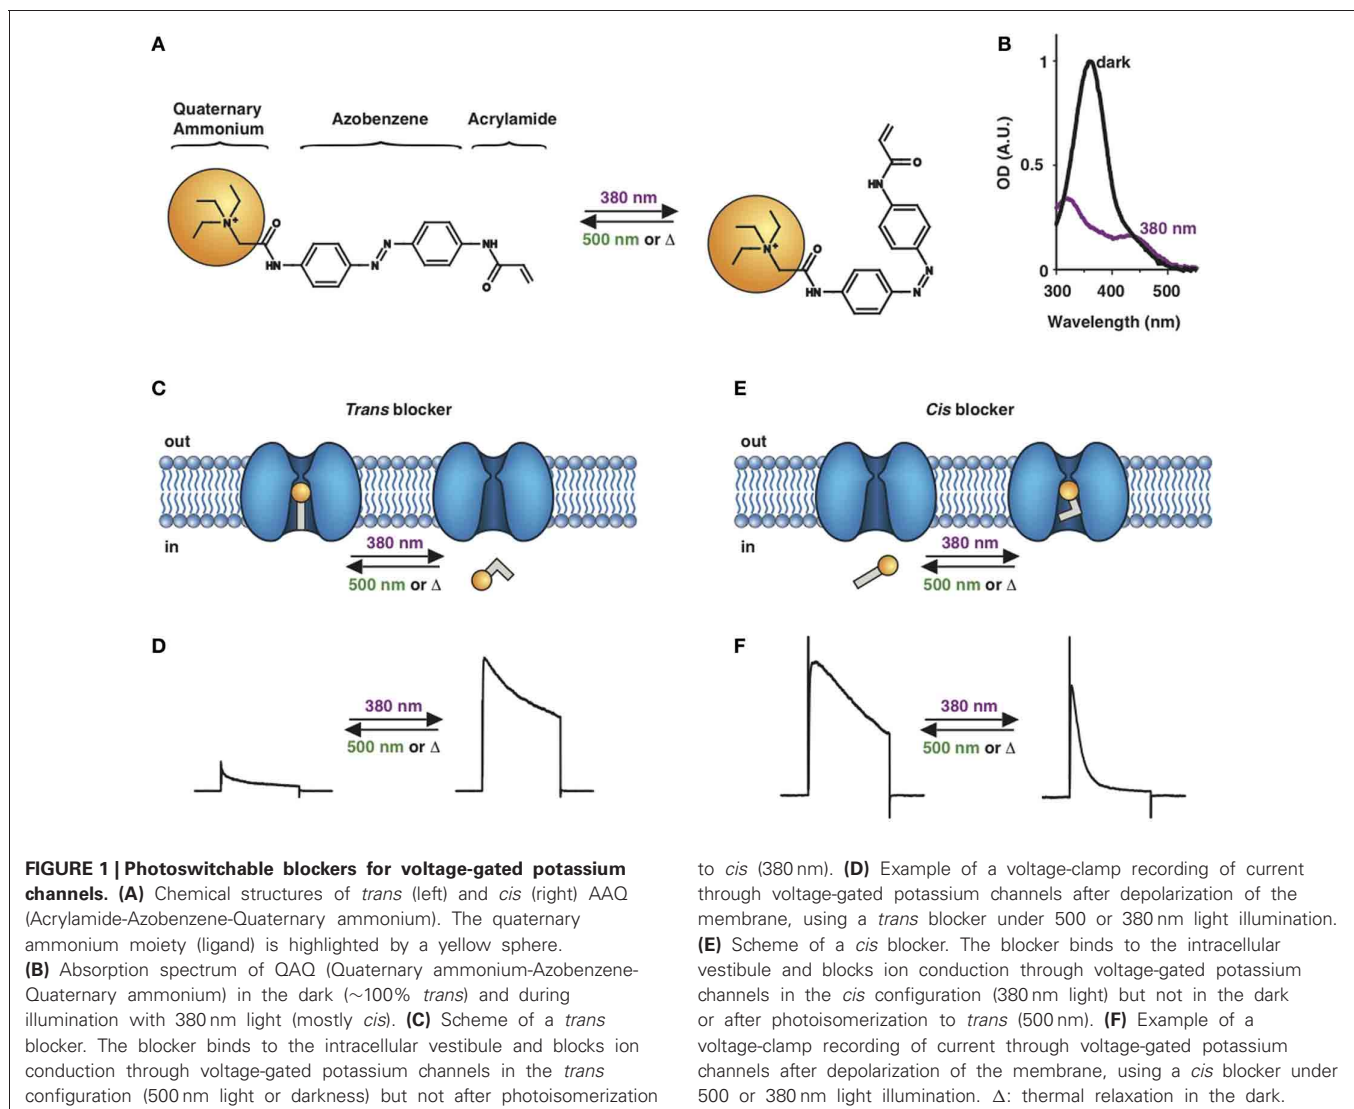 A
Quaternary
Ammonium
Azobenzene
Acrylamide
N+
O
HN
N
N
NH
O
380 nm
500 nm or Δ
O
HN
N+
O
HN
N
N
B
OD (A.U.)
1
0.5
0
dark
380 nm
300 400 500
Wavelength (nm)
C
Trans blocker
out
in
380 nm
500 nm or Δ
E
Cis blocker
out
in
380 nm
500 nm or Δ
D
380 nm
500 nm or Δ
F
380 nm
500 nm or Δ
FIGURE 1 | Photoswitchable blockers for voltage-gated potassium
channels. (A) Chemical structures of trans (left) and cis (right) AAQ
(Acrylamide-Azobenzene-Quaternary ammonium). The quaternary
ammonium moiety (ligand) is highlighted by a yellow sphere.
(B) Absorption spectrum of QAQ (Quaternary ammonium-Azobenzene-
Quaternary ammonium) in the dark (∼100% trans) and during
illumination with 380 nm light (mostly cis). (C) Scheme of a trans
blocker. The blocker binds to the intracellular vestibule and blocks ion
conduction through voltage-gated potassium channels in the trans
configuration (500 nm light or darkness) but not after photoisomerization
to cis (380 nm). (D) Example of a voltage-clamp recording of current
through voltage-gated potassium channels after depolarization of the
membrane, using a trans blocker under 500 or 380 nm light illumination.
(E) Scheme of a cis blocker. The blocker binds to the intracellular
vestibule and blocks ion conduction through voltage-gated potassium
channels in the cis configuration (380 nm light) but not in the dark
or after photoisomerization to trans (500 nm). (F) Example of a
voltage-clamp recording of current through voltage-gated potassium
channels after depolarization of the membrane, using a cis blocker under
500 or 380 nm light illumination. Δ: thermal relaxation in the dark.